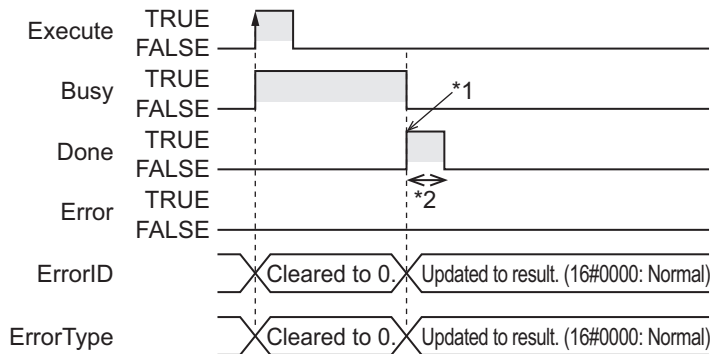 Execute
TRUE
FALSE
Busy
TRUE
FALSE
*1
Done
TRUE
FALSE
*2
Error
TRUE
FALSE
ErrorID
Cleared to 0.
Updated to result. (16#0000: Normal)
ErrorType
Cleared to 0.
Updated to result. (16#0000: Normal)